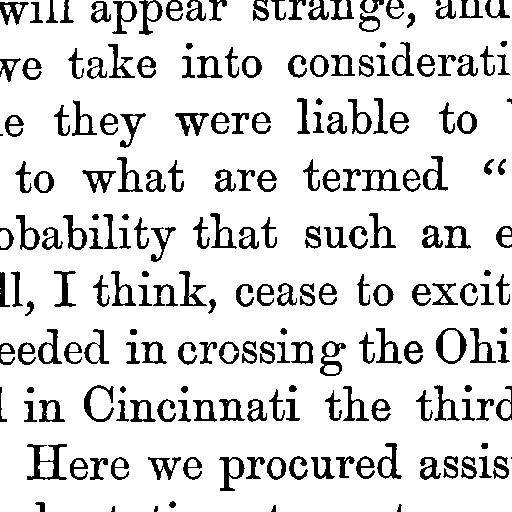 will appear strange, and
we take into considerati
e they were liable to
to what are termed “
obability that such an e
ll, I think, cease to excit
eeded in crossing the Ohi
in Cincinnati the third
Here we procured assis